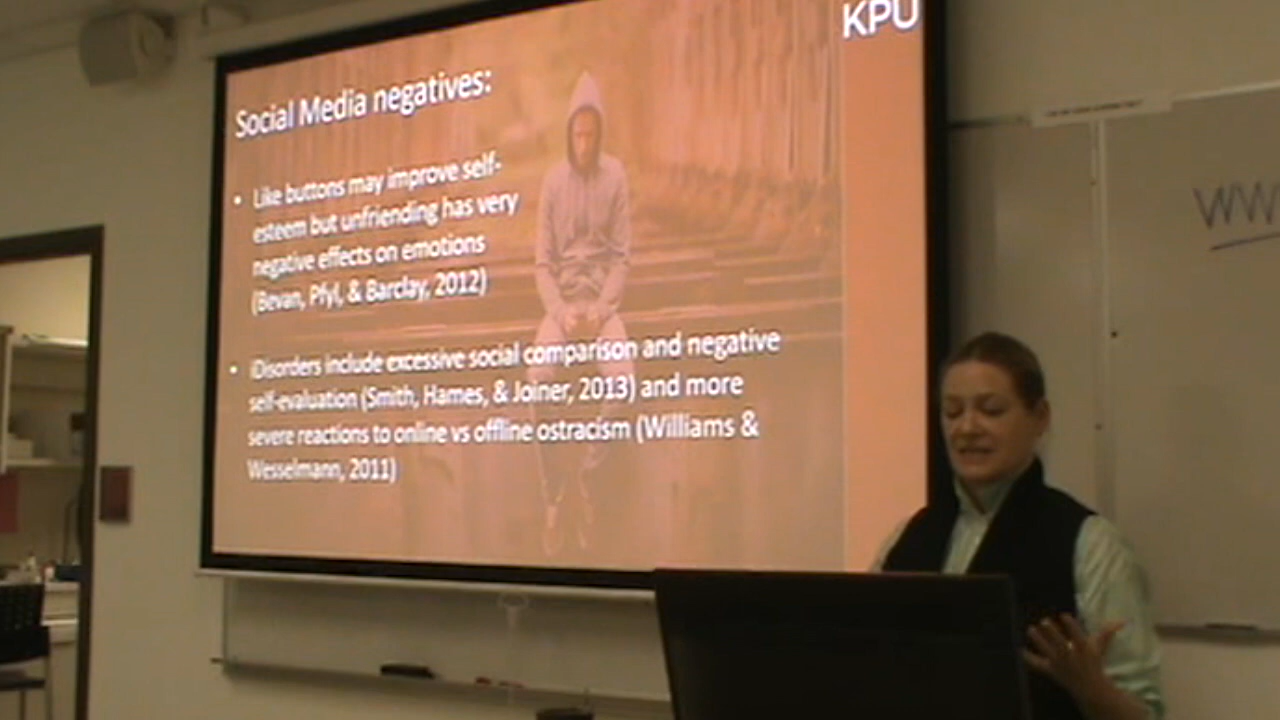 KPU
Social Media negatives:
• Like buttons may improve self-
esteem but unfriending has very
negative effects on emotions
(Bevan, Pfyl, & Barclay, 2012)
• iDisorders include excessive social comparison and negative
self-evaluation (Smith, Hames, & Joiner, 2013) and more
severe reactions to online vs offline ostracism (Williams &
Wesselmann, 2011)
WW